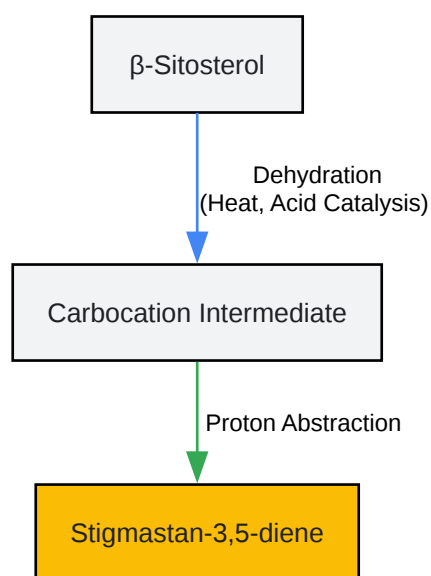 β-Sitosterol
Dehydration
(Heat, Acid Catalysis)
Carbocation Intermediate
Proton Abstraction
Stigmastan-3,5-diene